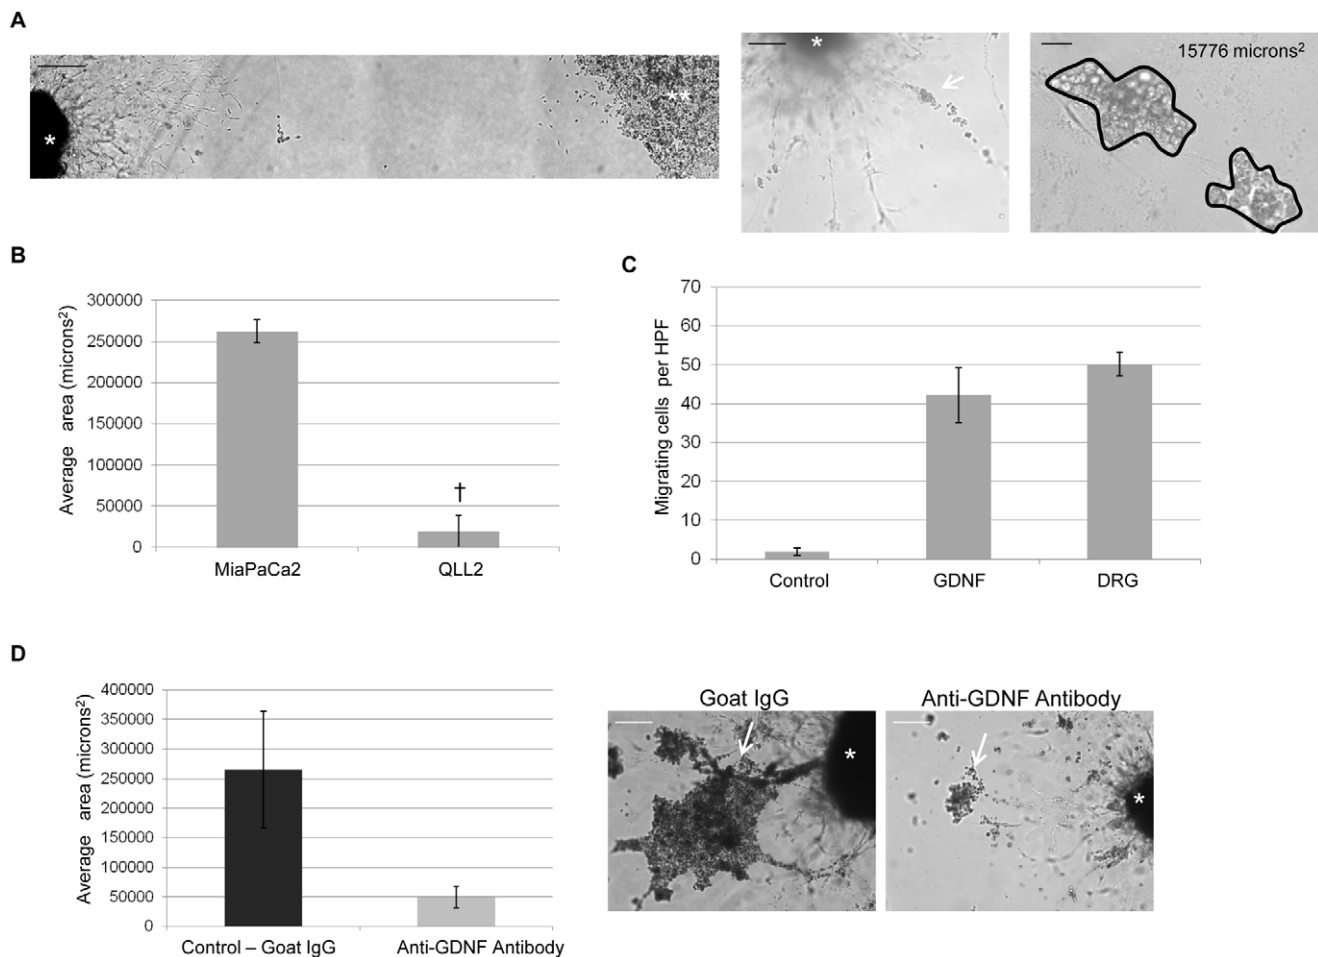 A
*
**
*
15776 microns²
B
Average area (microns²)
300000
250000
200000
150000
100000
50000
0
†
MiaPaCa2 QLL2
C
Migrating cells per HPF
70
60
50
40
30
20
10
0
Control GDNF DRG
D
Average area (microns²)
400000
350000
300000
250000
200000
150000
100000
50000
0
Control – Goat IgG Anti-GDNF Antibody
Goat IgG
*
Anti-GDNF Antibody
*